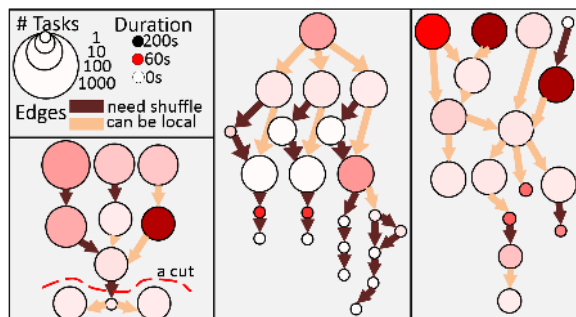 # Tasks
1
10
100
1000
Duration
200s
60s
0s
Edges
need shuffle
can be local
a cut